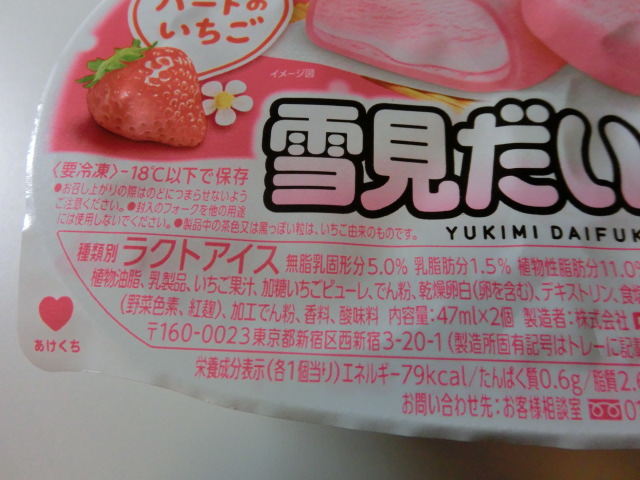 ハートの
いちご
イメージ図
雪見だい
YUKIMI DAIFUK
〈要冷凍〉-18℃以下で保存
●お召し上がりの際はのどにつまらせないよう
ご注意ください。●封入のフォークを他の用途
には使用しないでください。●製品中の茶色又は黒っぽい粒は、いちご由来のものです。
種類別 ラクトアイス 無脂乳固形分5.0% 乳脂肪分1.5% 植物性脂肪分11.0
植物油脂、乳製品、いちご果汁、加糖いちごピューレ、でん粉、乾燥卵白(卵を含む)、デキストリン、食
(野菜色素、紅麹)、加工でん粉、香料、酸味料 内容量:47ml×2個 製造者:株式会社
〒160-0023 東京都新宿区西新宿3-20-1 (製造所固有記号はトレーに記
栄養成分表示(各1個当り)エネルギー79kcal/たんぱく質0.6g/脂質2.
お問い合わせ先:お客様相談室 01
あけくち